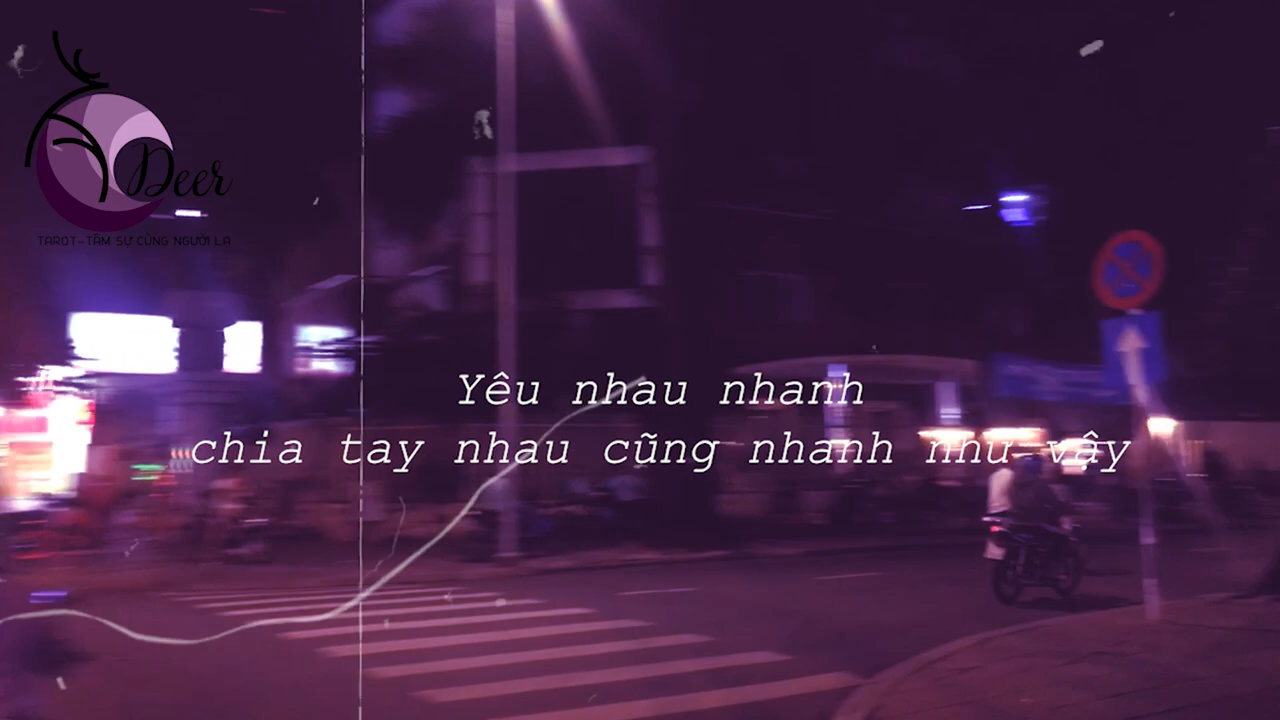 Deer
TAROT-TÂM SỰ CÙNG NGƯỜI LẠ
Yêu nhau nhanh
chia tay nhau cũng nhanh như vậy